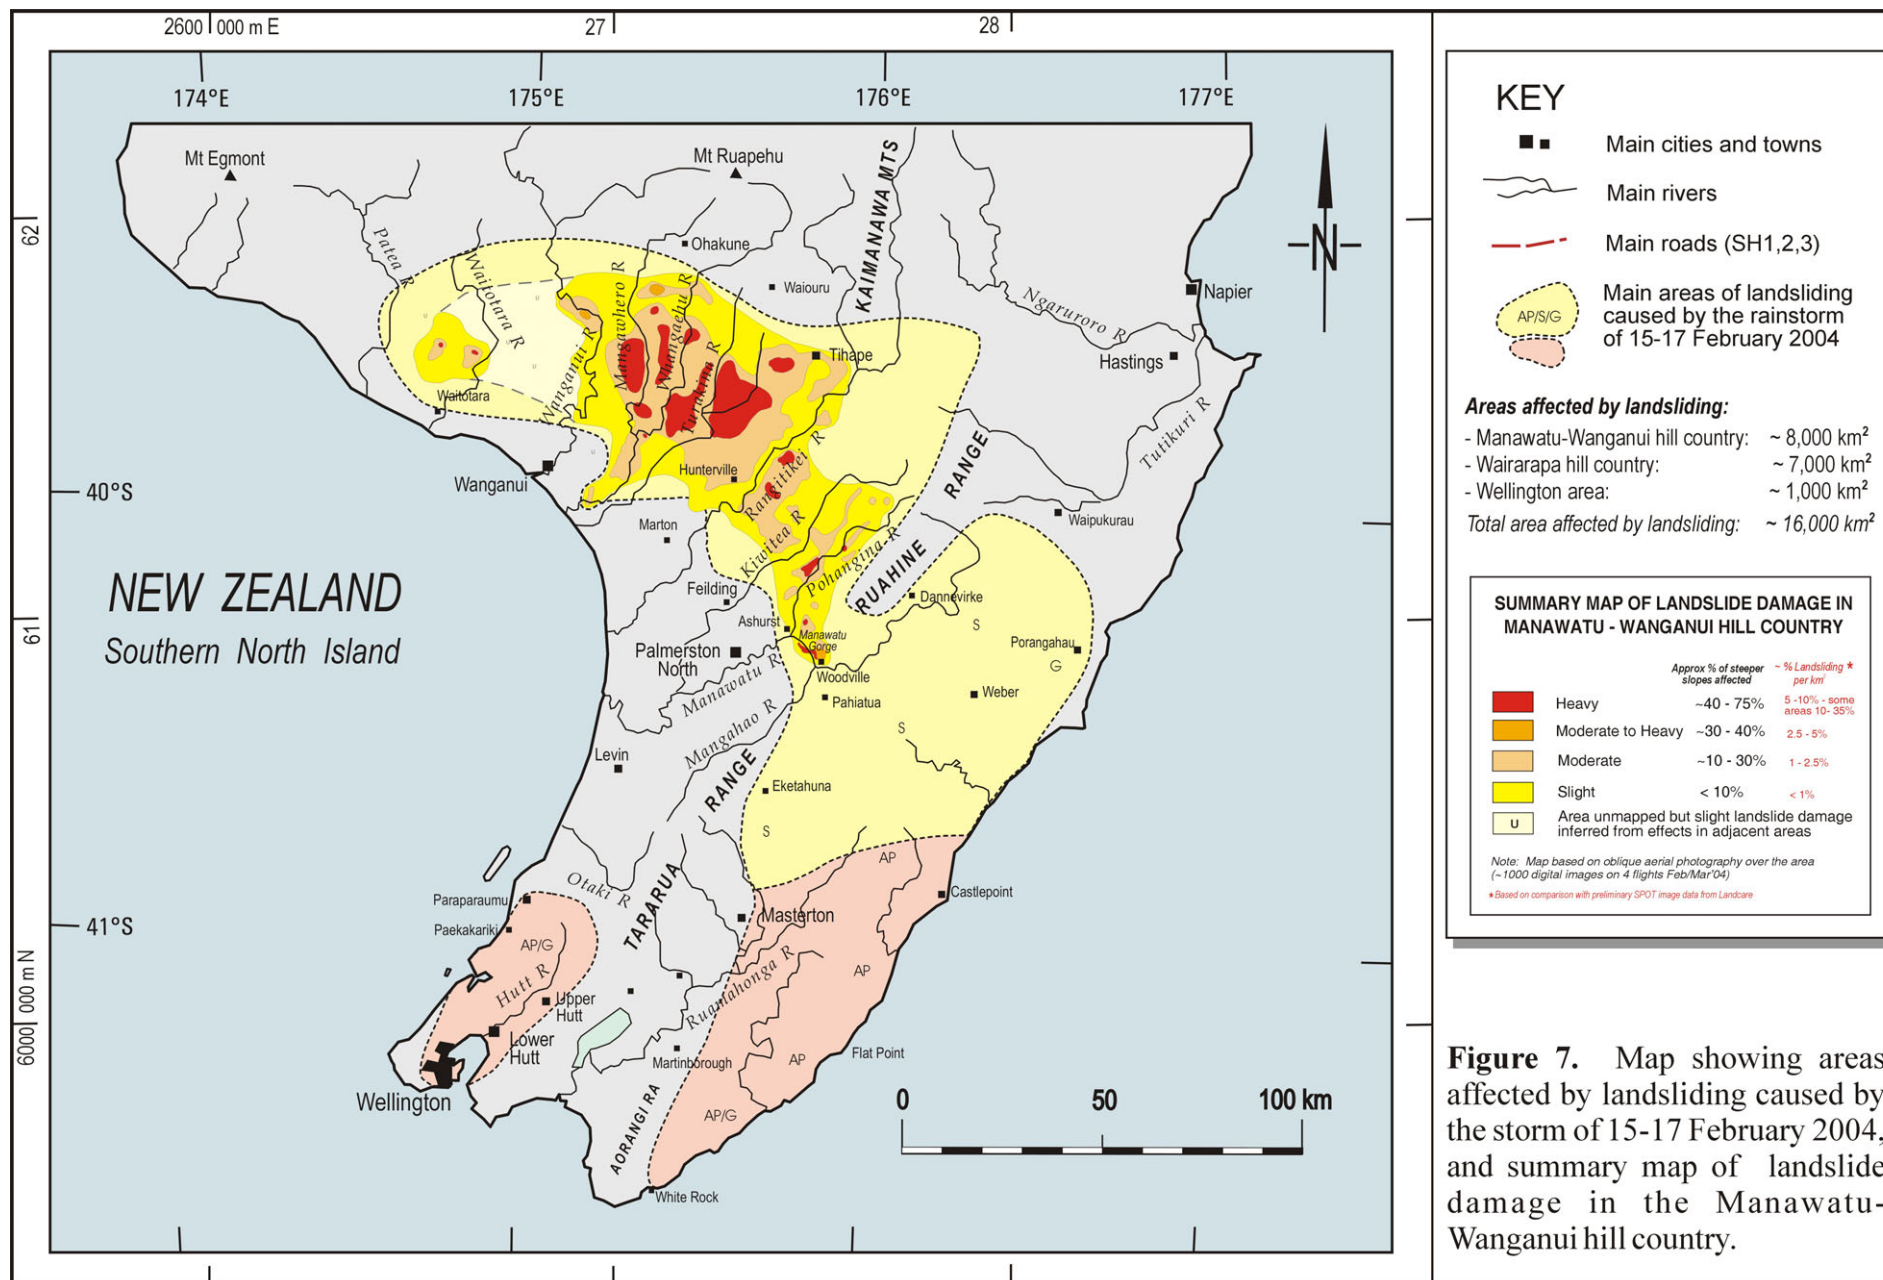 2600 000 m E
27
28
174°E
175°E
176°E
177°E
62
61
6000 000 m N
40°S
41°S
Mt Egmont
Mt Ruapehu
KAIMANAWA MTS
Ohakune
Patea R
Waitotara R
Mangawhero R
Whangaehu R
Waiouru
Ngaruroro R
Napier
U
U
S
U
Wanganui R
Turakina R
Tihape
Hastings
Waitotara
Tutikuri R
U
Wanganui
Hunterville
Rangitikei R
RUAHINE RANGE
Marton
Kiwitea R
Pohangina R
Waipukurau
NEW ZEALAND
Southern North Island
Feilding
Dannevirke
Ashurst
Manawatu
Gorge
S
Porangahau
G
Palmerston
North
Manawatu R
Woodville
Pahiatua
Weber
Mangahao R
S
Levin
TARARUA RANGE
Eketahuna
S
AP
Otaki R
Castlepoint
Paraparaumu
Masterton
Paekakariki
AP/G
Hutt R
Ruamahonga R
AP
Upper
Hutt
Lower
Hutt
Martinborough
AP
Flat Point
Wellington
AORANGI RA
AP/G
White Rock
N
0 50 100 km
KEY
Main cities and towns
Main rivers
Main roads (SH1,2,3)
AP/S/G
Main areas of landsliding
caused by the rainstorm
of 15-17 February 2004
Areas affected by landsliding:
- Manawatu-Wanganui hill country: ~ 8,000 km²
- Wairarapa hill country: ~ 7,000 km²
- Wellington area: ~ 1,000 km²
Total area affected by landsliding: ~ 16,000 km²
SUMMARY MAP OF LANDSLIDE DAMAGE IN
MANAWATU - WANGANUI HILL COUNTRY
Approx % of steeper
slopes affected
~ % Landsliding *
per km²
Heavy ~40 - 75% 5 -10% - some
areas 10- 35%
Moderate to Heavy ~30 - 40% 2.5 - 5%
Moderate ~10 - 30% 1 - 2.5%
Slight < 10% < 1%
U Area unmapped but slight landslide damage
inferred from effects in adjacent areas
Note: Map based on oblique aerial photography over the area
(~1000 digital images on 4 flights Feb/Mar'04)
* Based on comparison with preliminary SPOT image data from Landcare
Figure 7. Map showing areas
affected by landsliding caused by
the storm of 15-17 February 2004,
and summary map of landslide
damage in the Manawatu-
Wanganui hill country.